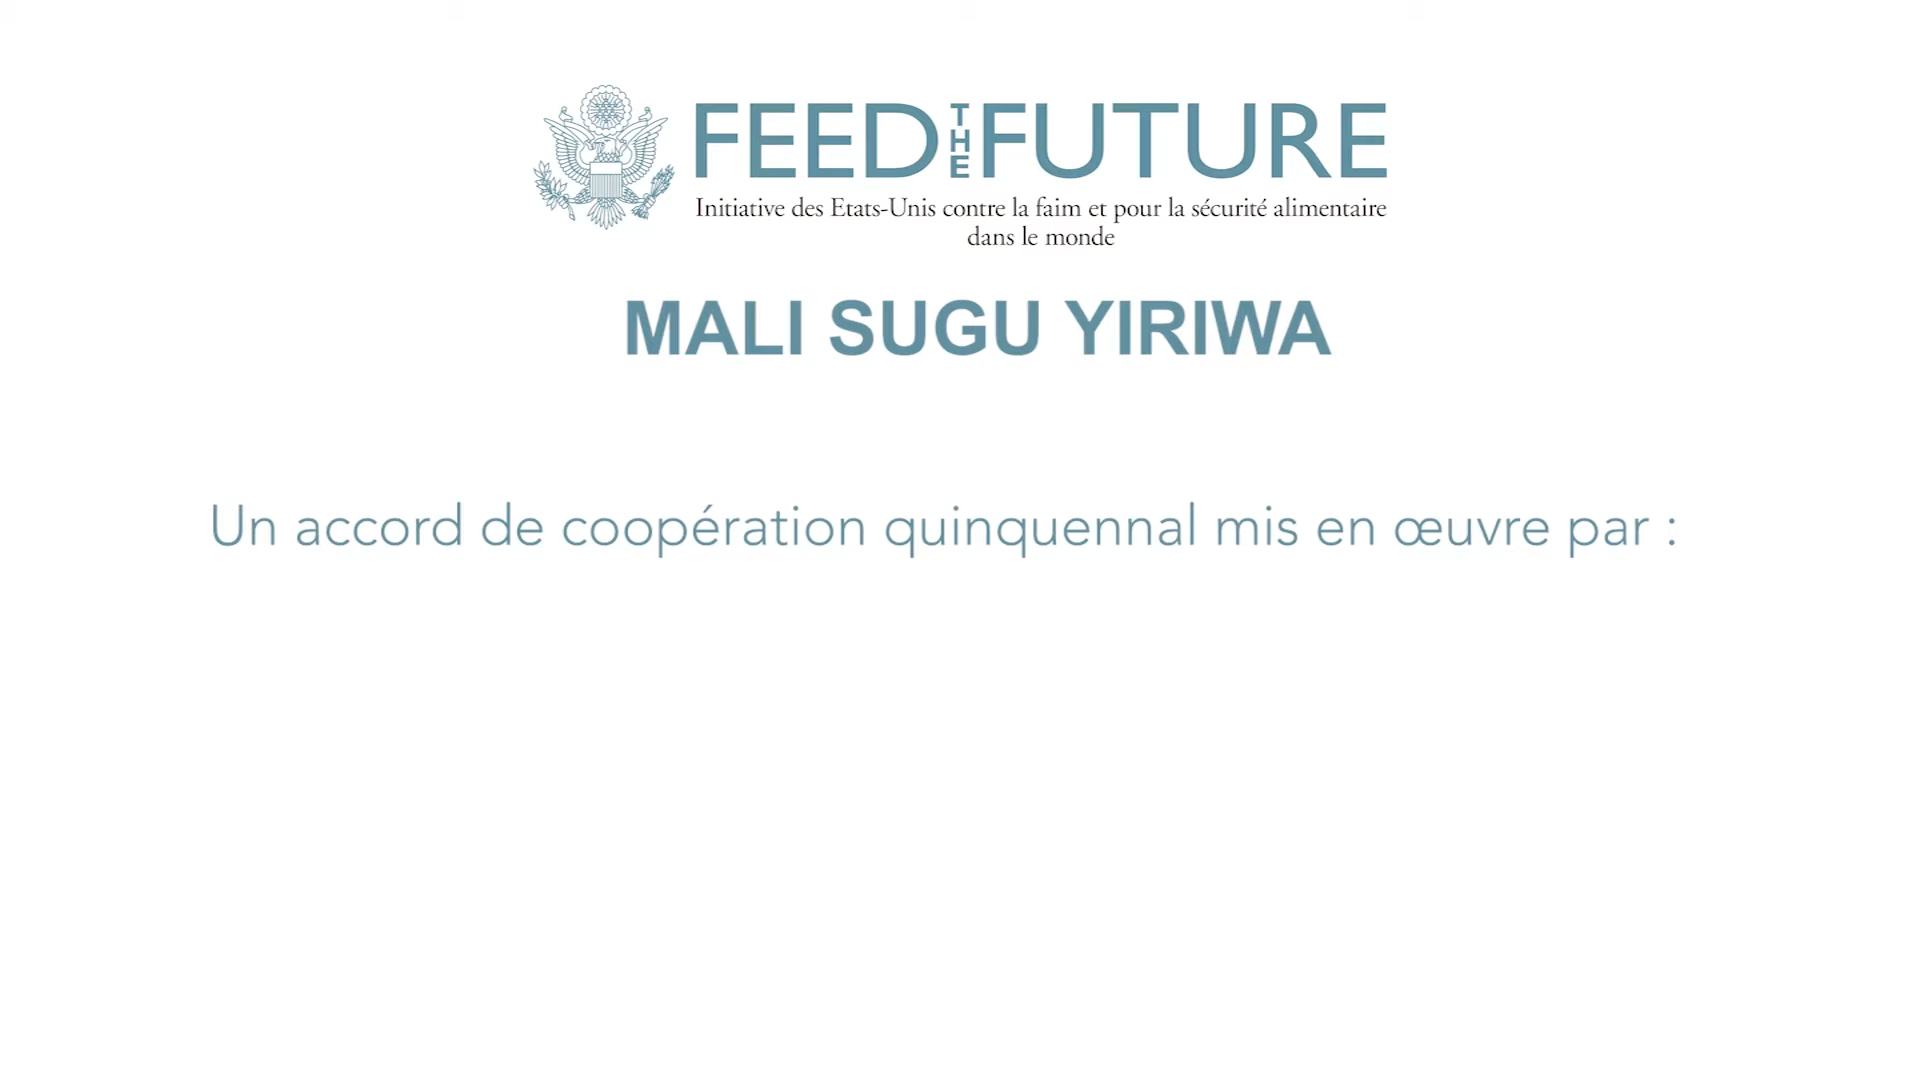 FEED THE FUTURE
Initiative des Etats-Unis contre la faim et pour la sécurité alimentaire
dans le monde
MALI SUGU YIRIWA
Un accord de coopération quinquennal mis en œuvre par :